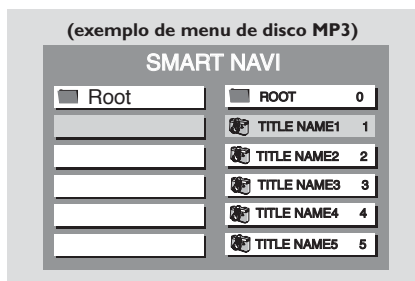 (exemplo de menu de disco MP3)
SMART NAVI
Root
ROOT 0
TITLE NAME1 1
TITLE NAME2 2
TITLE NAME3 3
TITLE NAME4 4
TITLE NAME5 5